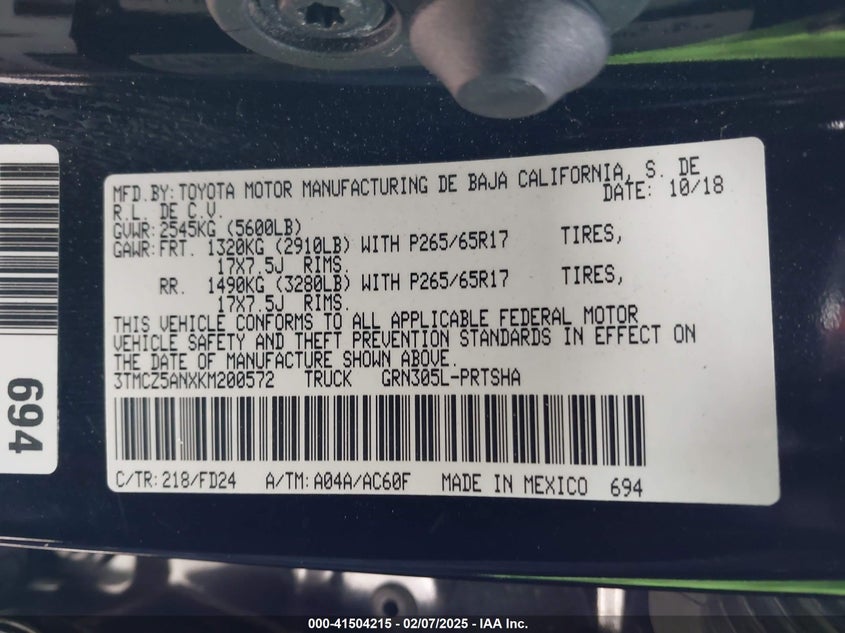 MFD.BY: TOYOTA MOTOR MANUFACTURING DE BAJA CALIFORNIA, S. DE
R.L. DE C.V. DATE: 10/18
GVWR: 2545KG (5600LB)
GAWR: FRT. 1320KG (2910LB) WITH P265/65R17 TIRES,
17X7.5J RIMS.
RR. 1490KG (3280LB) WITH P265/65R17 TIRES,
17X7.5J RIMS.
THIS VEHICLE CONFORMS TO ALL APPLICABLE FEDERAL MOTOR
VEHICLE SAFETY AND THEFT PREVENTION STANDARDS IN EFFECT ON
THE DATE OF MANUFACTURE SHOWN ABOVE.
3TMCZ5ANXKM200572 TRUCK GRN305L-PRTSHA
C/TR: 218/FD24 A/TM: A04A/AC60F MADE IN MEXICO 694
694
000-41504215 - 02/07/2025 - IAA Inc.